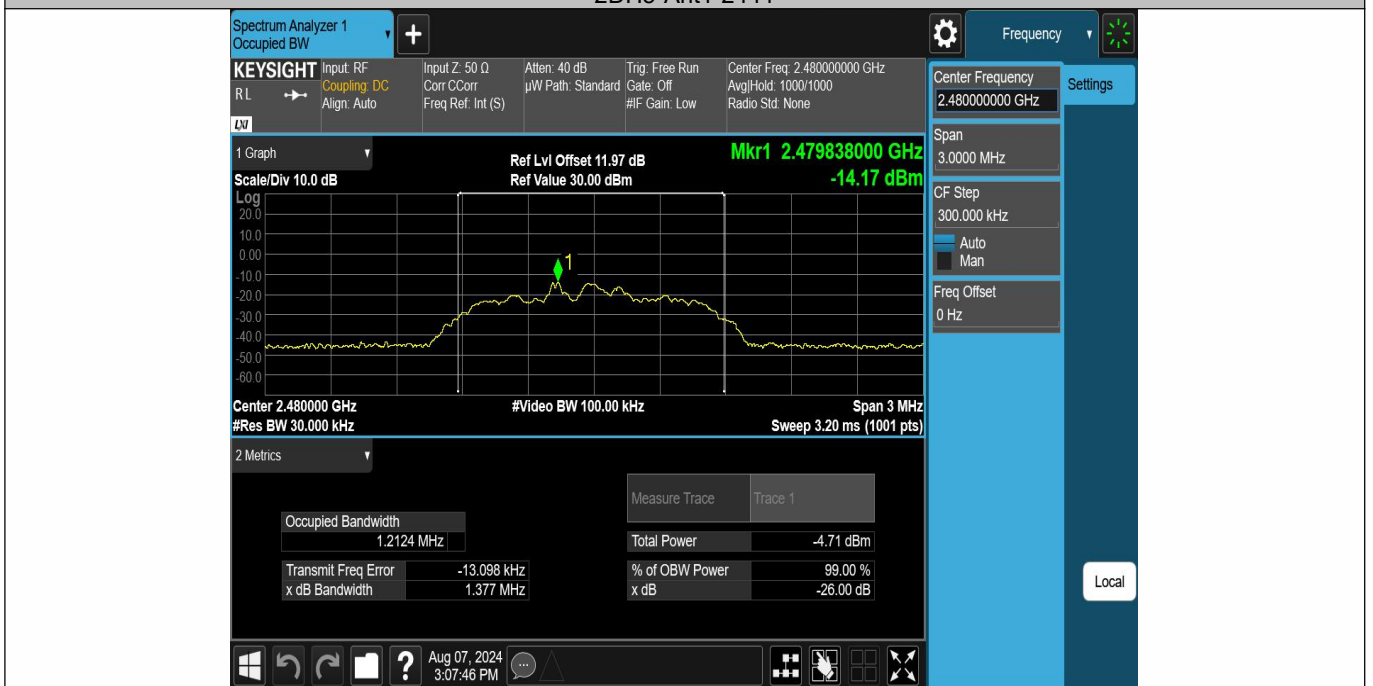 Spectrum Analyzer 1
Occupied BW
+
Frequency
KEYSIGHT
RL
LXI
Input: RF
Coupling: DC
Align: Auto
Input Z: 50 Ω
Corr CCorr
Freq Ref: Int (S)
Atten: 40 dB
µW Path: Standard
Trig: Free Run
Gate: Off
#IF Gain: Low
Center Freq: 2.480000000 GHz
Avg|Hold: 1000/1000
Radio Std: None
Center Frequency
2.480000000 GHz
Settings
Span
3.0000 MHz
CF Step
300.000 kHz
Auto
Man
Freq Offset
0 Hz
1 Graph
Scale/Div 10.0 dB
Ref Lvl Offset 11.97 dB
Ref Value 30.00 dBm
Mkr1 2.479838000 GHz
-14.17 dBm
Log
20.0
10.0
0.00
-10.0
-20.0
-30.0
-40.0
-50.0
-60.0
1
Center 2.480000 GHz
#Video BW 100.00 kHz
Span 3 MHz
#Res BW 30.000 kHz
Sweep 3.20 ms (1001 pts)
2 Metrics
Measure Trace Trace 1
Occupied Bandwidth
1.2124 MHz
Total Power -4.71 dBm
Transmit Freq Error -13.098 kHz
% of OBW Power 99.00 %
x dB Bandwidth 1.377 MHz
x dB -26.00 dB
Local
?
Aug 07, 2024
3:07:46 PM